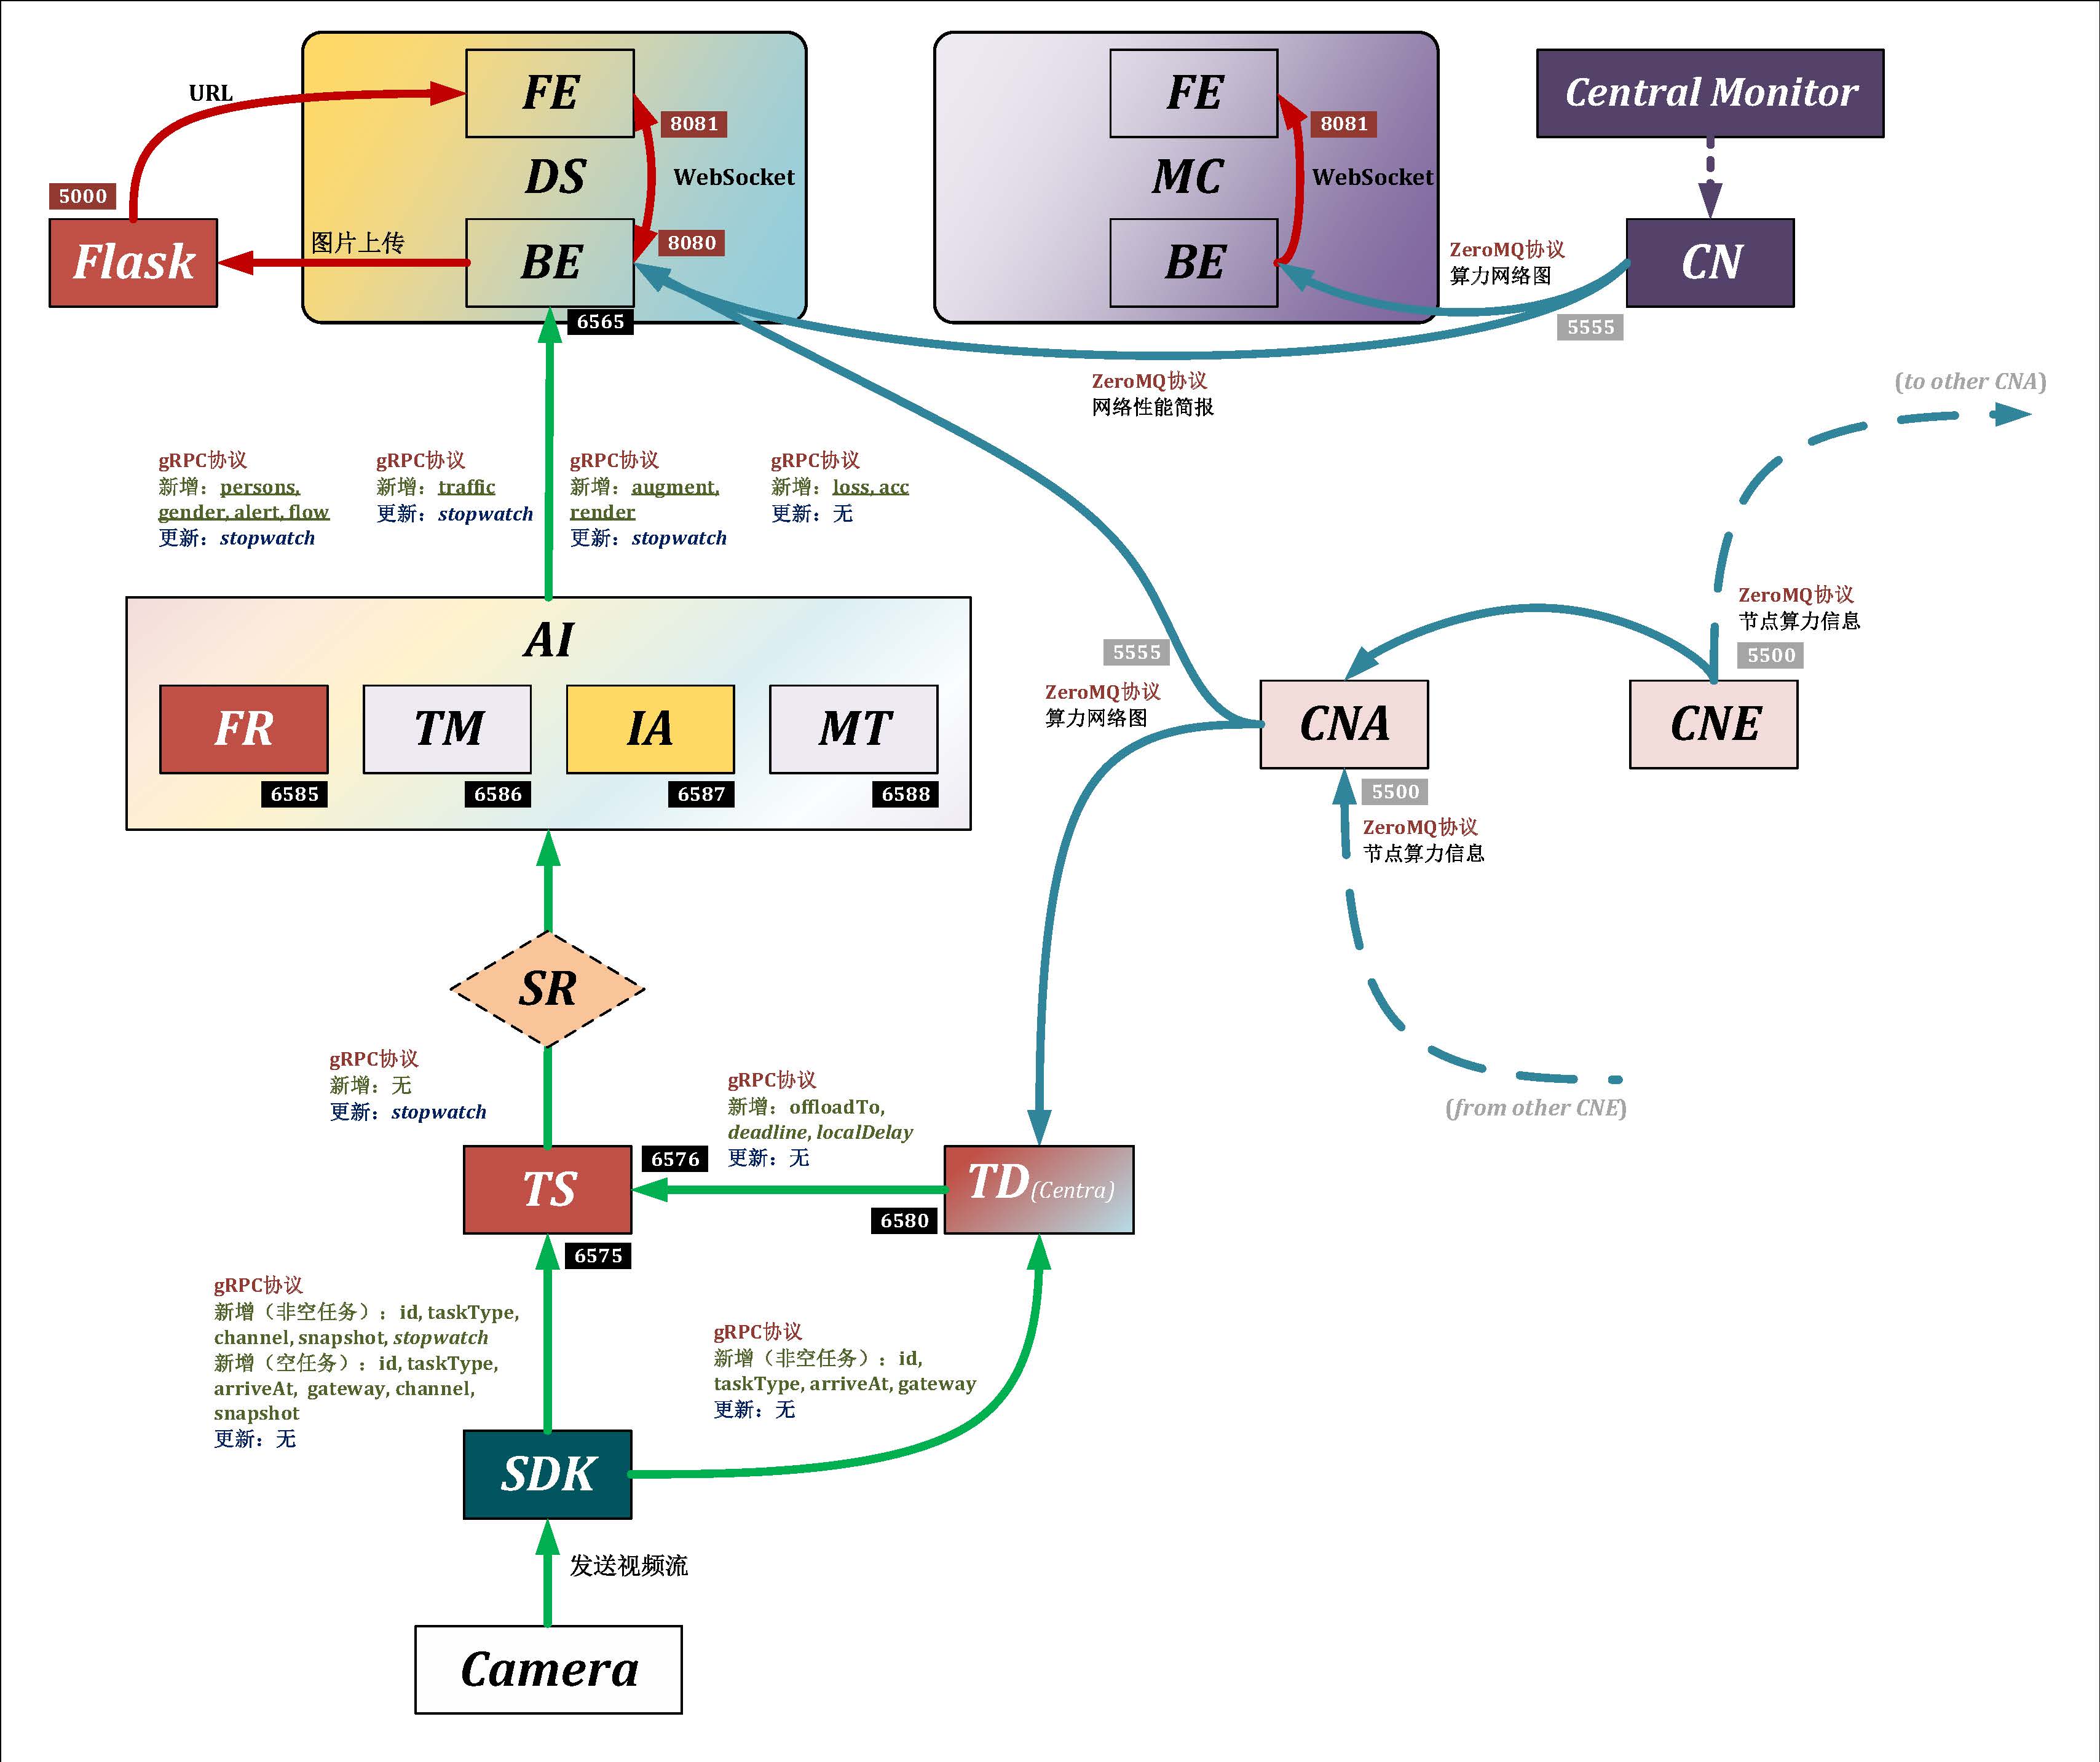 URL
FE
8081
DS
WebSocket
5000
Flask
图片上传
BE
8080
6565
FE
8081
MC
WebSocket
BE
Central Monitor
CN
ZeroMQ协议
算力网络图
5555
ZeroMQ协议
网络性能简报
(to other CNA)
gRPC协议
新增：persons,
gender, alert, flow
更新：stopwatch
gRPC协议
新增：traffic
更新：stopwatch
gRPC协议
新增：augment,
render
更新：stopwatch
gRPC协议
新增：loss, acc
更新：无
AI
FR
6585
TM
6586
IA
6587
MT
6588
5555
ZeroMQ协议
算力网络图
ZeroMQ协议
节点算力信息
5500
CNA
CNE
5500
ZeroMQ协议
节点算力信息
(from other CNE)
SR
gRPC协议
新增：无
更新：stopwatch
gRPC协议
新增：offloadTo,
deadline, localDelay
更新：无
TS
6576
6575
TD(Centra)
6580
gRPC协议
新增（非空任务）：id, taskType,
channel, snapshot, stopwatch
新增（空任务）：id, taskType,
arriveAt, gateway, channel,
snapshot
更新：无
gRPC协议
新增（非空任务）：id,
taskType, arriveAt, gateway
更新：无
SDK
发送视频流
Camera